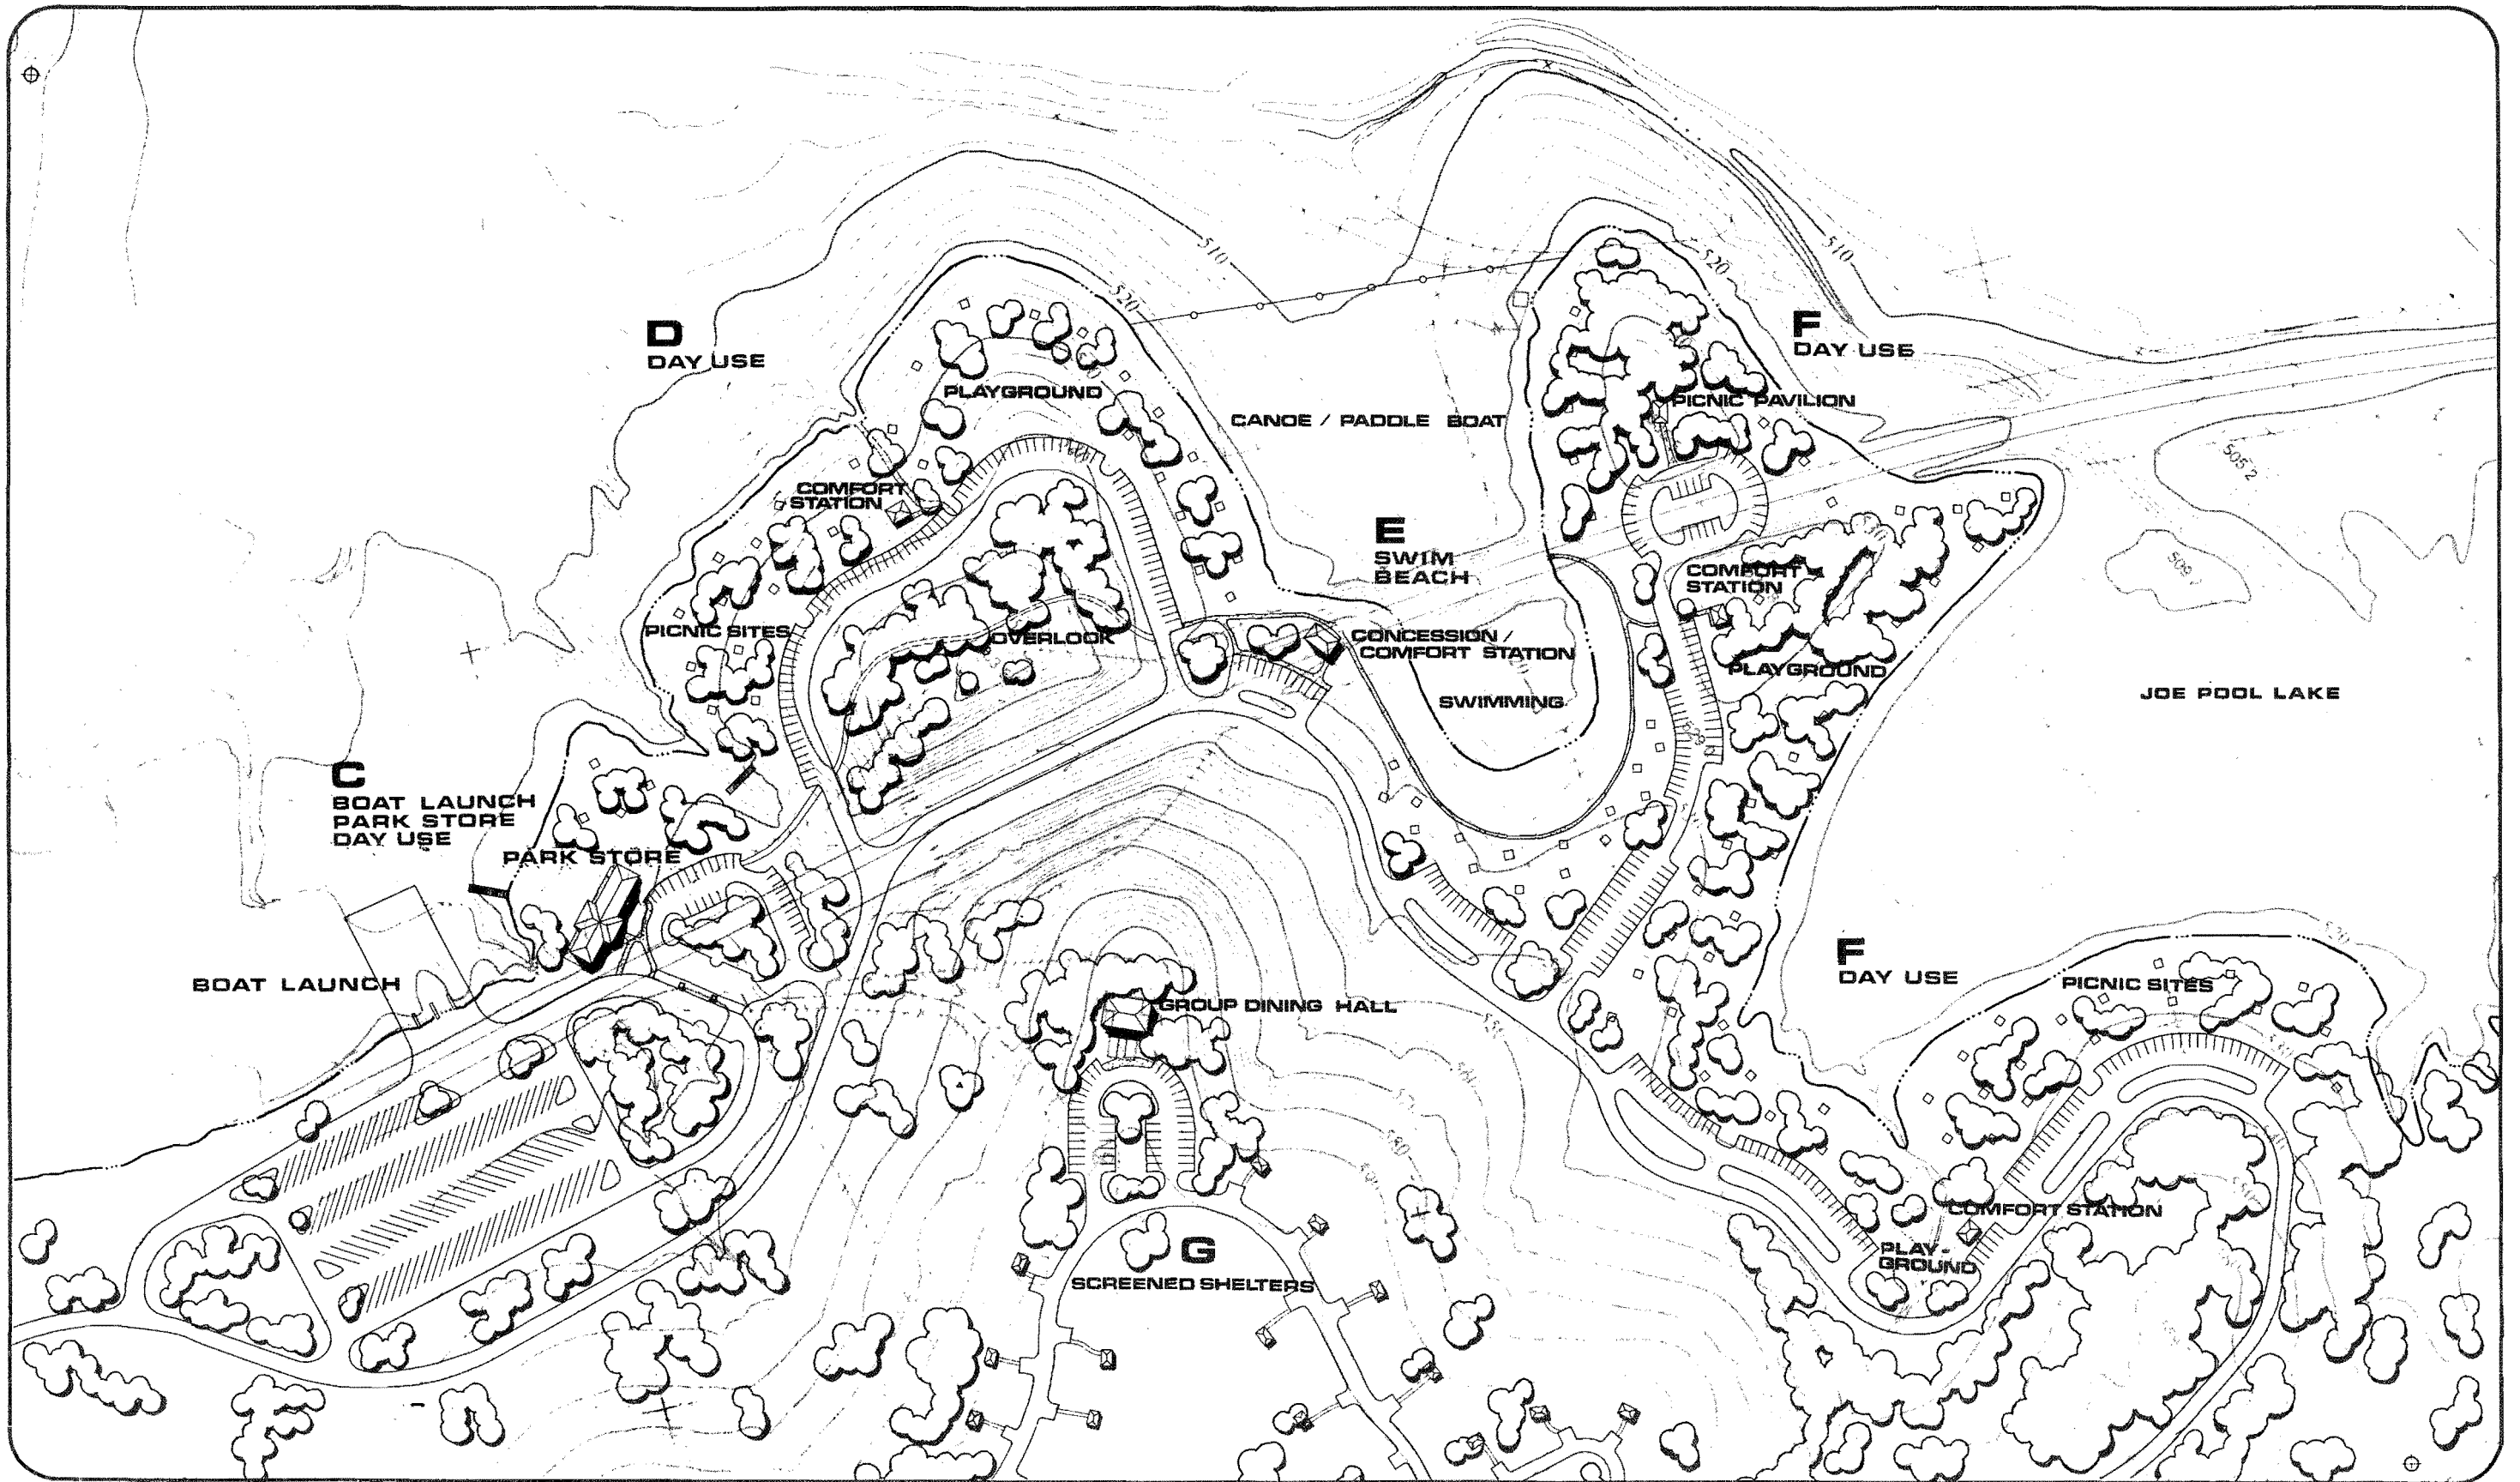 510
520
510
520
D
DAY USE
F
DAY USE
PLAYGROUND
PICNIC PAVILION
CANOE / PADDLE BOAT
505.2
COMFORT
STATION
E
SWIM
BEACH
COMFORT
STATION
PICNIC SITES
OVERLOOK
CONCESSION /
COMFORT STATION
PLAYGROUND
SWIMMING
JOE POOL LAKE
C
BOAT LAUNCH
PARK STORE
DAY USE
PARK STORE
F
DAY USE
BOAT LAUNCH
PICNIC SITES
GROUP DINING HALL
COMFORT STATION
G
SCREENED SHELTERS
PLAY-
GROUND